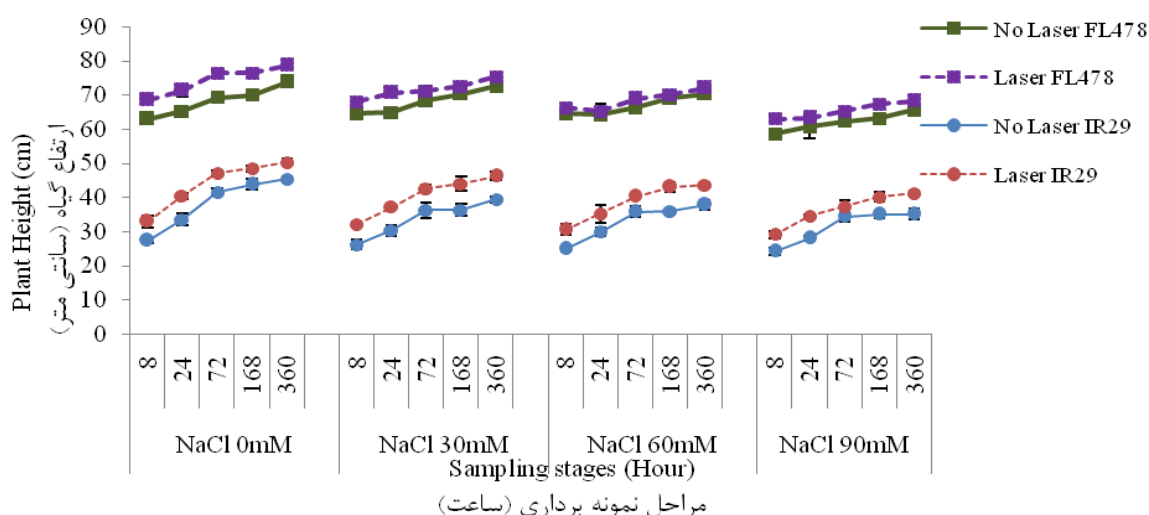 90
80
70
60
50
40
30
20
10
0
Plant Height (cm)
ارتفاع گیاه (سانتی متر)
No Laser FL478
Laser FL478
No Laser IR29
Laser IR29
8 24 72 168 360 8 24 72 168 360 8 24 72 168 360 8 24 72 168 360
NaCl 0mM NaCl 30mM NaCl 60mM NaCl 90mM
Sampling stages (Hour)
مراحل نمونه برداری (ساعت)